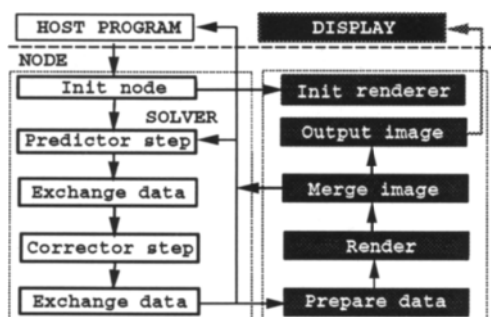 HOST PROGRAM
DISPLAY
NODE
Init node
Init renderer
SOLVER
Output image
Predictor step
Exchange data
Merge image
Corrector step
Render
Exchange data
Prepare data